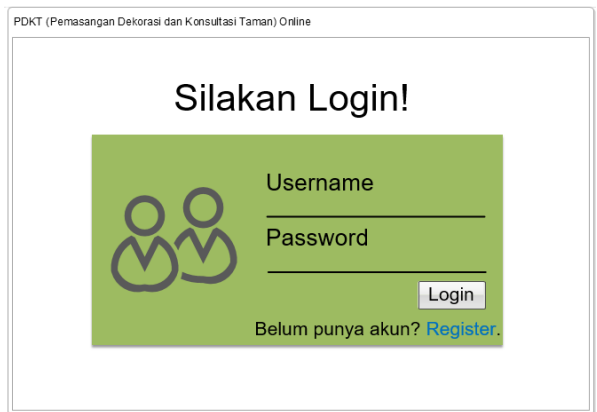 PDKT (Pemasangan Dekorasi dan Konsultasi Taman) Online
Silakan Login!
Username
Password
Login
Belum punya akun? Register.